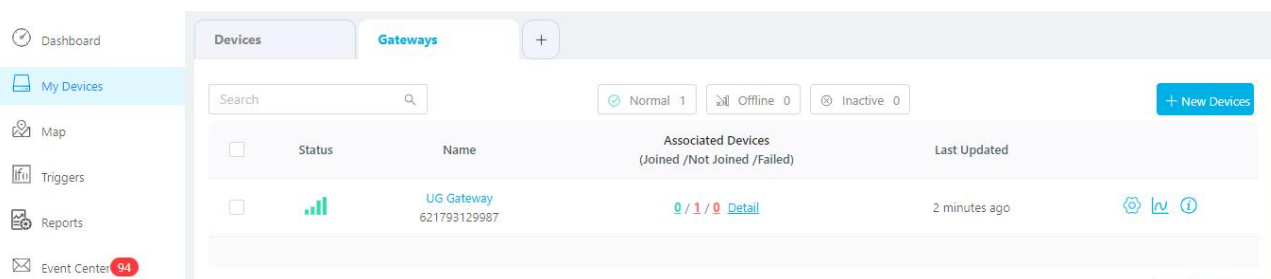 Dashboard
My Devices
Map
Triggers
Reports
Event Center 94
Devices
Gateways
+
Search
Normal 1
Offline 0
Inactive 0
+ New Devices
Status
Name
Associated Devices
(Joined /Not Joined /Failed)
Last Updated
UG Gateway
621793129987
0 / 1 / 0 Detail
2 minutes ago